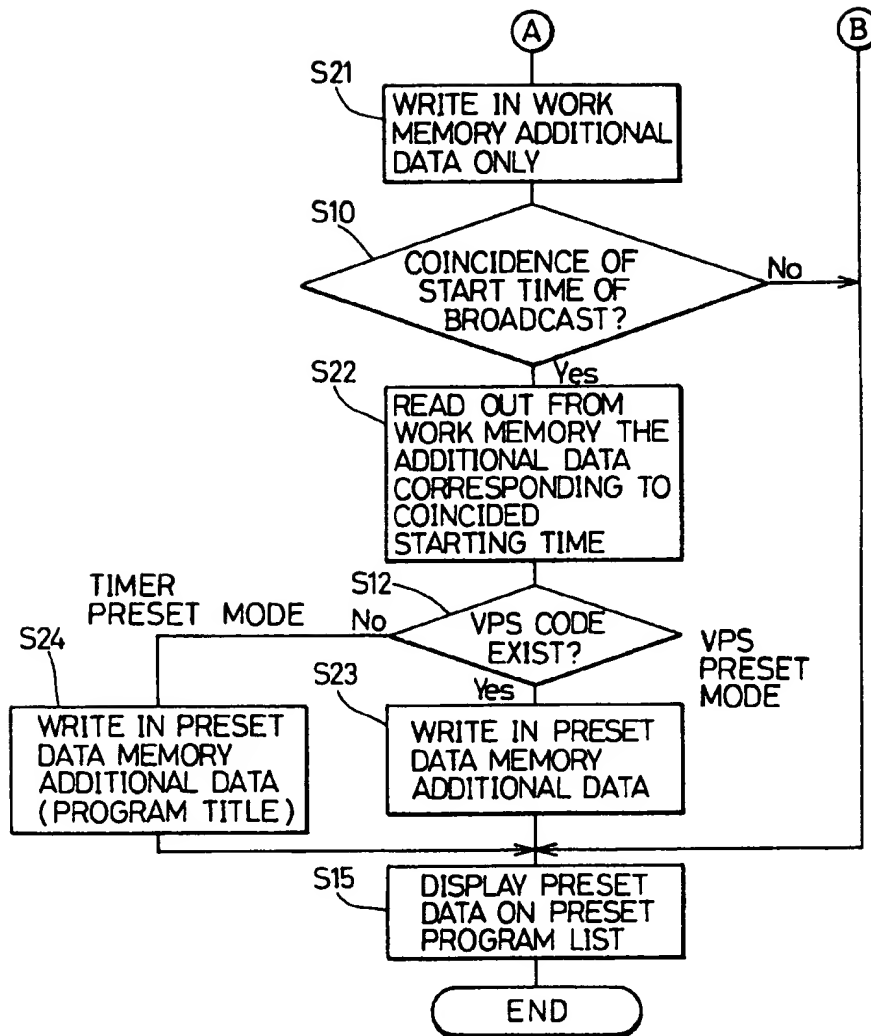 A
B
S21
WRITE IN WORK
MEMORY ADDITIONAL
DATA ONLY
S10
COINCIDENCE OF
START TIME OF
BROADCAST?
No
Yes
S22
READ OUT FROM
WORK MEMORY THE
ADDITIONAL DATA
CORRESPONDING TO
COINCIDED
STARTING TIME
TIMER
PRESET MODE
S12
No
VPS CODE
EXIST?
VPS
PRESET
MODE
S24
Yes
S23
WRITE IN PRESET
DATA MEMORY
ADDITIONAL DATA
(PROGRAM TITLE)
WRITE IN PRESET
DATA MEMORY
ADDITIONAL DATA
S15
DISPLAY PRESET
DATA ON PRESET
PROGRAM LIST
END